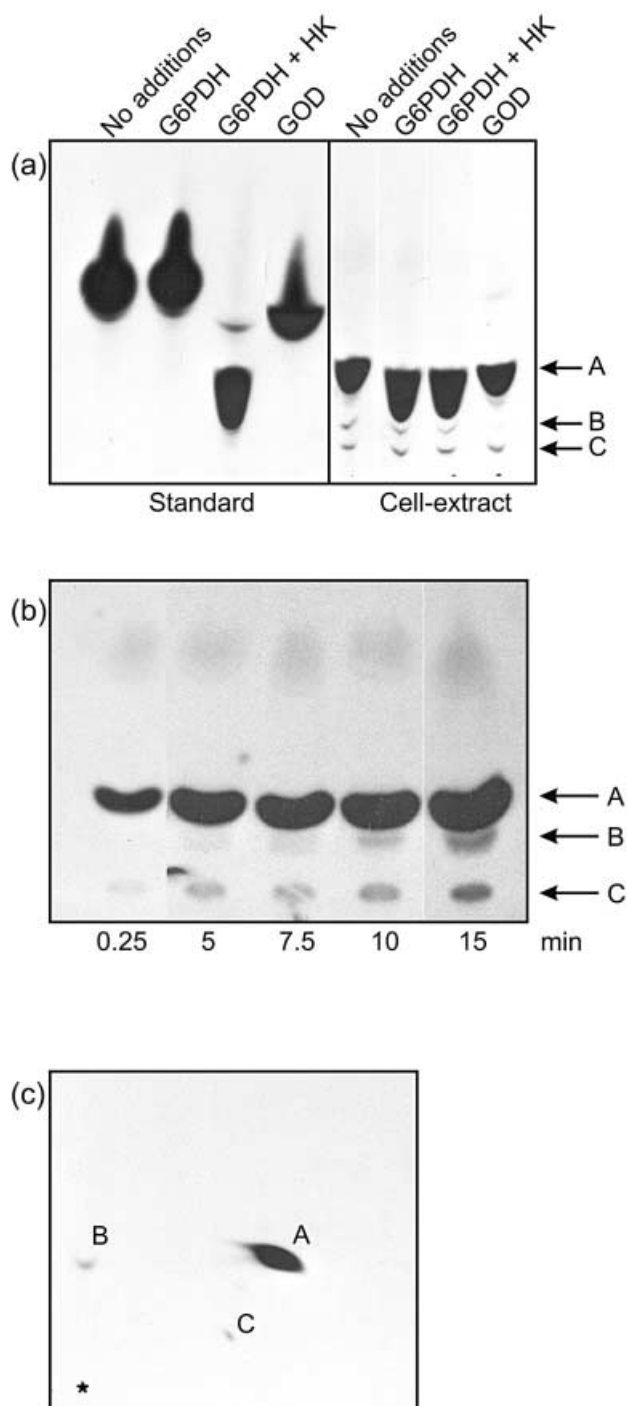 No additions
G6PDH
G6PDH + HK
GOD
No additions
G6PDH
G6PDH + HK
GOD
(a)
A
B
C
Standard
Cell-extract
(b)
A
B
C
0.25 5 7.5 10 15 min
(c)
B
A
C
*